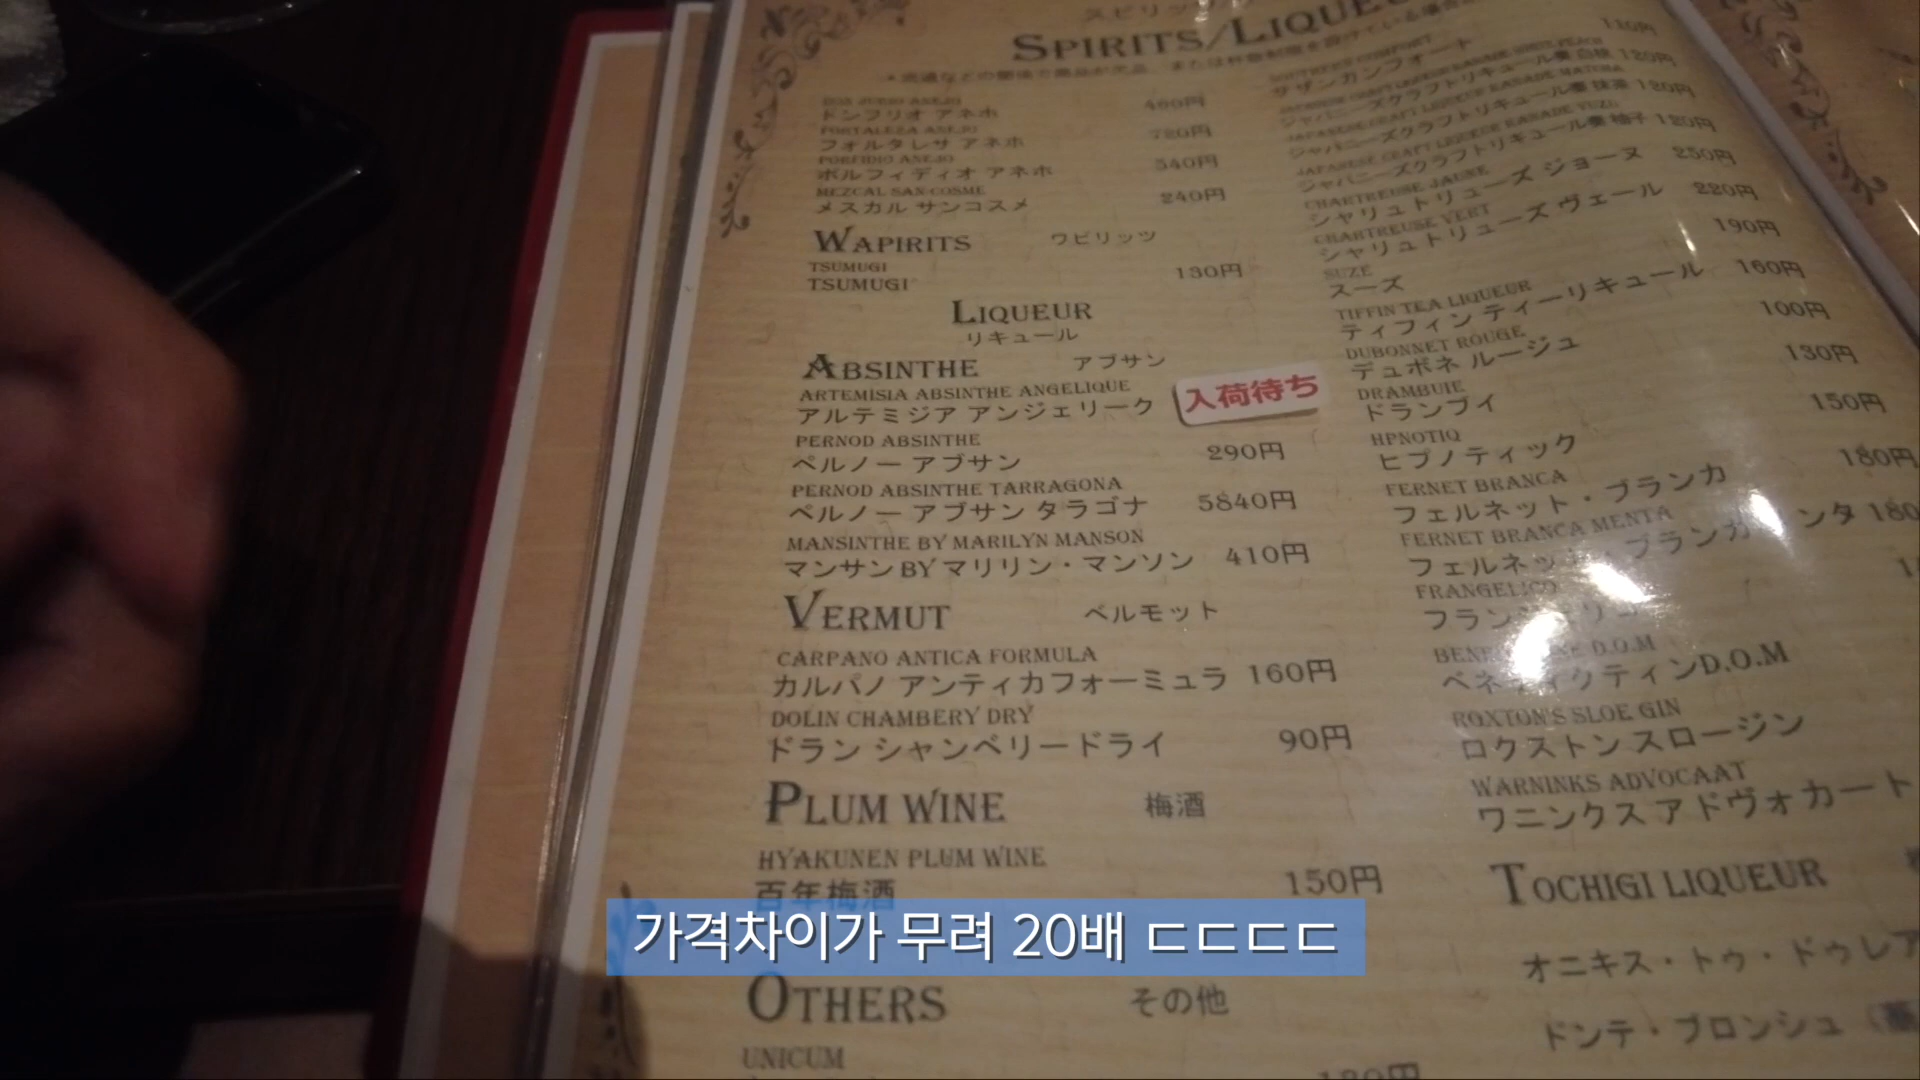 SPIRITS/LIQUEU
ドンフリオ アネホ
FORTALEZA ANEJO 720円
フォルタレサ アネホ
PORFIDIO ANEJO 540円
ポルフィディオ アネホ
MEZCAL SAN-COSME 240円
メスカル サンコスメ
WAPIRITS ワピリッツ
TSUMUGI
TSUMUGI 130円
LIQUEUR
リキュール
ABSINTHE アブサン
ARTEMISIA ABSINTHE ANGELIQUE
アルテミジア アンジェリーク 入荷待ち
PERNOD ABSINTHE
ペルノー アブサン 290円
PERNOD ABSINTHE TARRAGONA
ペルノー アブサン タラゴナ 5840円
MANSINTHE BY MARILYN MANSON
マンサン BY マリリン・マンソン 410円
VERMUT ベルモット
CARPANO ANTICA FORMULA
カルパノ アンティカフォーミュラ 160円
DOLIN CHAMBERY DRY
ドラン シャンベリードライ 90円
PLUM WINE 梅酒
HYAKUNEN PLUM WINE
百年梅酒 150円
OTHERS その他
UNICUM
110円
サザンカンフォート
120円
120円
120円
CHARTREUSE JAUNE
シャリュトリューズ ジョーヌ 250円
CHARTREUSE VERT
シャリュトリューズ ヴェール 220円
SUZE 190円
スーズ
TIFFIN TEA LIQUEUR
ティフィン ティーリキュール 160円
DUBONNET ROUGE 100円
デュボネ ルージュ
DRAMBUIE 130円
ドランブイ
HPNOTIQ 150円
ヒプノティック
FERNET BRANCA 180円
フェルネット・ブランカ
FERNET BRANCA MENTA
FRANGELICO
D.O.M
ROXTON'S SLOE GIN
ロクストン スロージン
WARNINKS ADVOCAAT
ワニンクス アドヴォカート
TOCHIGI LIQUEUR
オニキス・トゥ・ドゥレア
ドンテ・ブロンシュ
가격차이가 무려 20배 ㄷㄷㄷㄷ